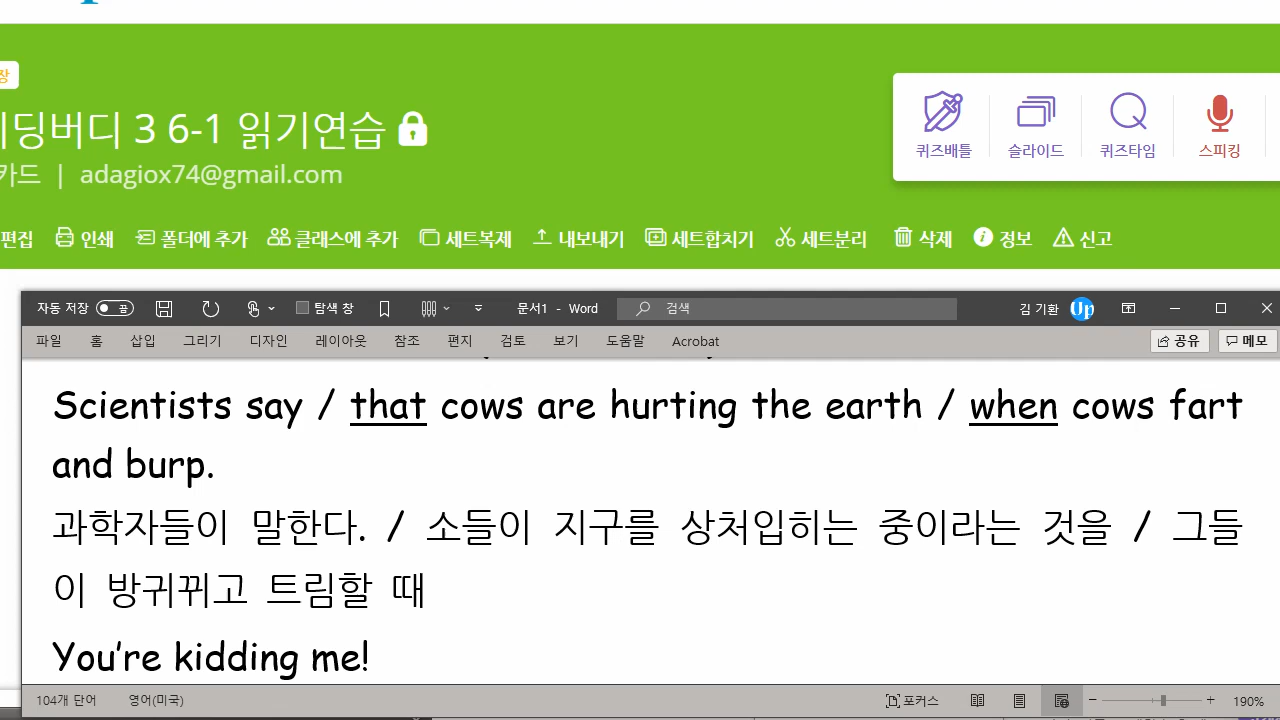 장
딩버디 3 6-1 읽기연습
카드 | adagiox74@gmail.com
퀴즈배틀 슬라이드 퀴즈타임 스피킹
편집 인쇄 폴더에 추가 클래스에 추가 세트복제 내보내기 세트합치기 세트분리 삭제 정보 신고
자동 저장 끔 탐색 창 문서1 - Word 검색 김 기환 Up
파일 홈 삽입 그리기 디자인 레이아웃 참조 편지 검토 보기 도움말 Acrobat 공유 메모
Scientists say / that cows are hurting the earth / when cows fart
and burp.
과학자들이 말한다. / 소들이 지구를 상처입히는 중이라는 것을 / 그들
이 방귀뀌고 트림할 때
You're kidding me!
104개 단어 영어(미국) 포커스 190%